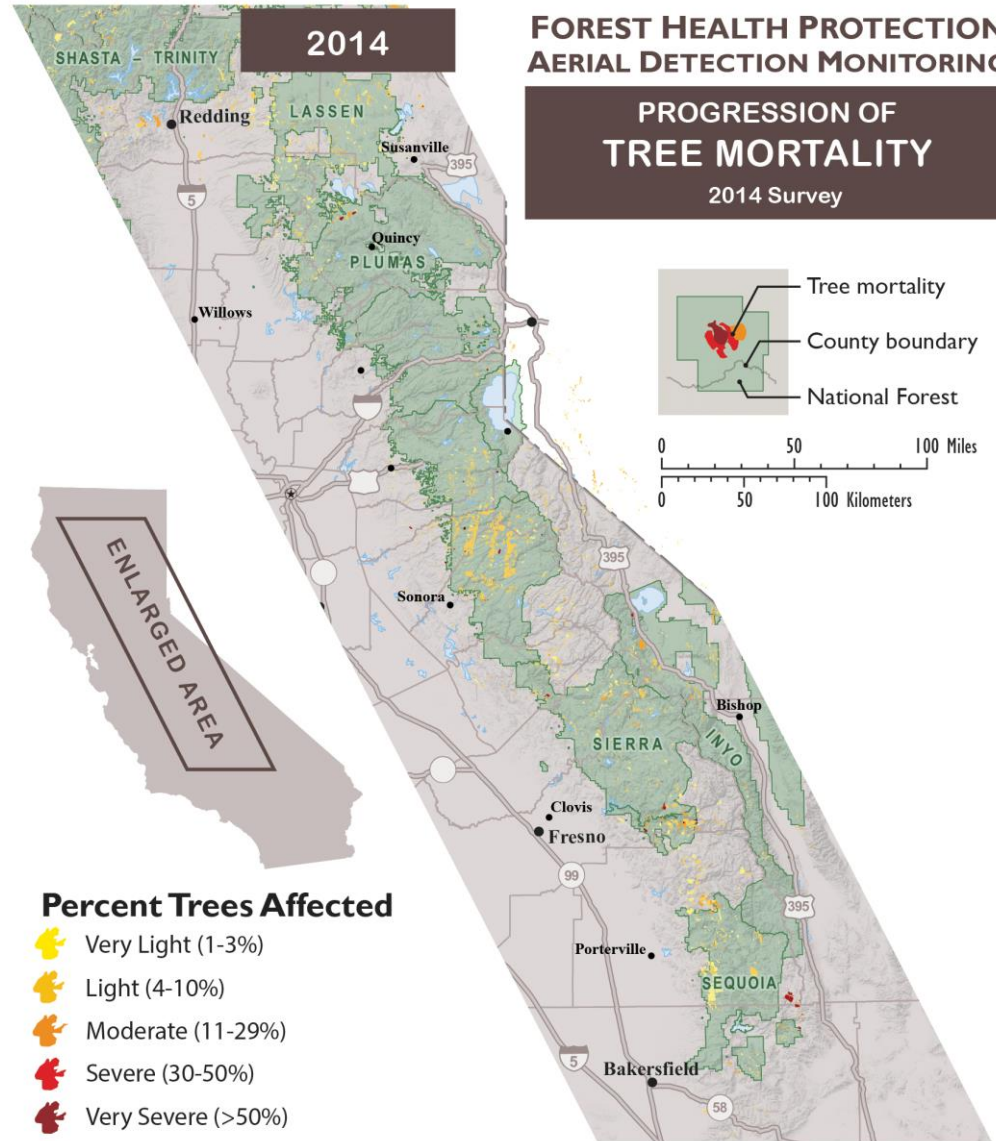 2014
FOREST HEALTH PROTECTION
AERIAL DETECTION MONITORING
PROGRESSION OF
TREE MORTALITY
2014 Survey
SHASTA – TRINITY
Redding
LASSEN
Susanville
395
5
Quincy
PLUMAS
Willows
Tree mortality
County boundary
National Forest
0 50 100 Miles
0 50 100 Kilometers
ENLARGED AREA
395
Sonora
Bishop
INYO
SIERRA
Clovis
Fresno
99
395
Porterville
SEQUOIA
5
Bakersfield
58
Percent Trees Affected
Very Light (1-3%)
Light (4-10%)
Moderate (11-29%)
Severe (30-50%)
Very Severe (>50%)